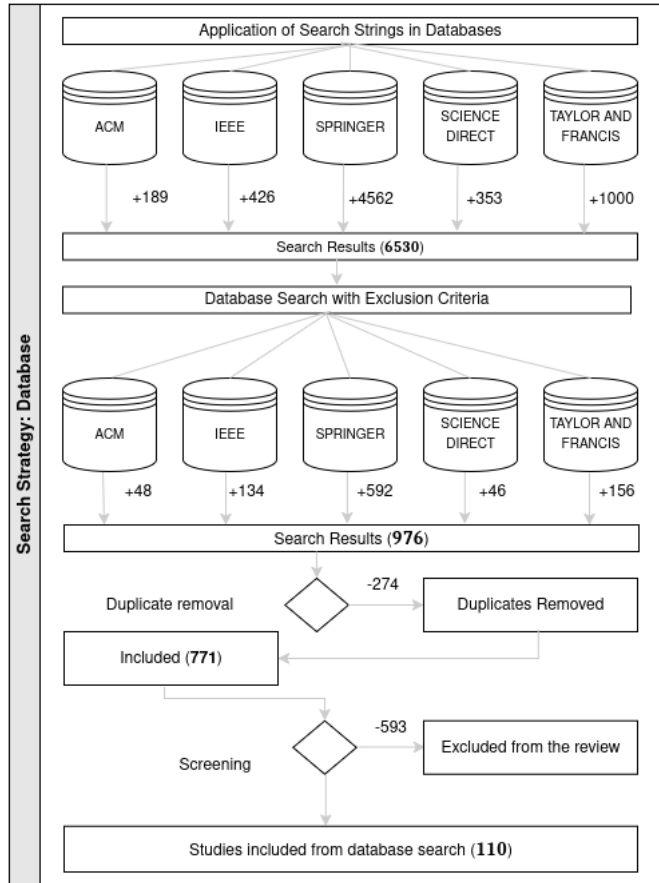 Search Strategy: Database
Application of Search Strings in Databases
ACM
IEEE
SPRINGER
SCIENCE
DIRECT
TAYLOR AND
FRANCIS
+189
+426
+4562
+353
+1000
Search Results (6530)
Database Search with Exclusion Criteria
ACM
IEEE
SPRINGER
SCIENCE
DIRECT
TAYLOR AND
FRANCIS
+48
+134
+592
+46
+156
Search Results (976)
-274
Duplicate removal
Duplicates Removed
Included (771)
-593
Screening
Excluded from the review
Studies included from database search (110)